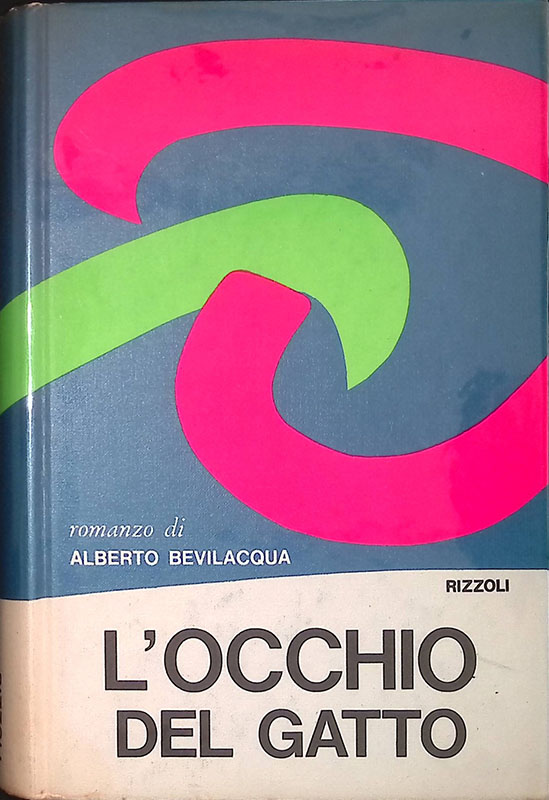 romanzo di
ALBERTO BEVILACQUA
RIZZOLI
L'OCCHIO
DEL GATTO